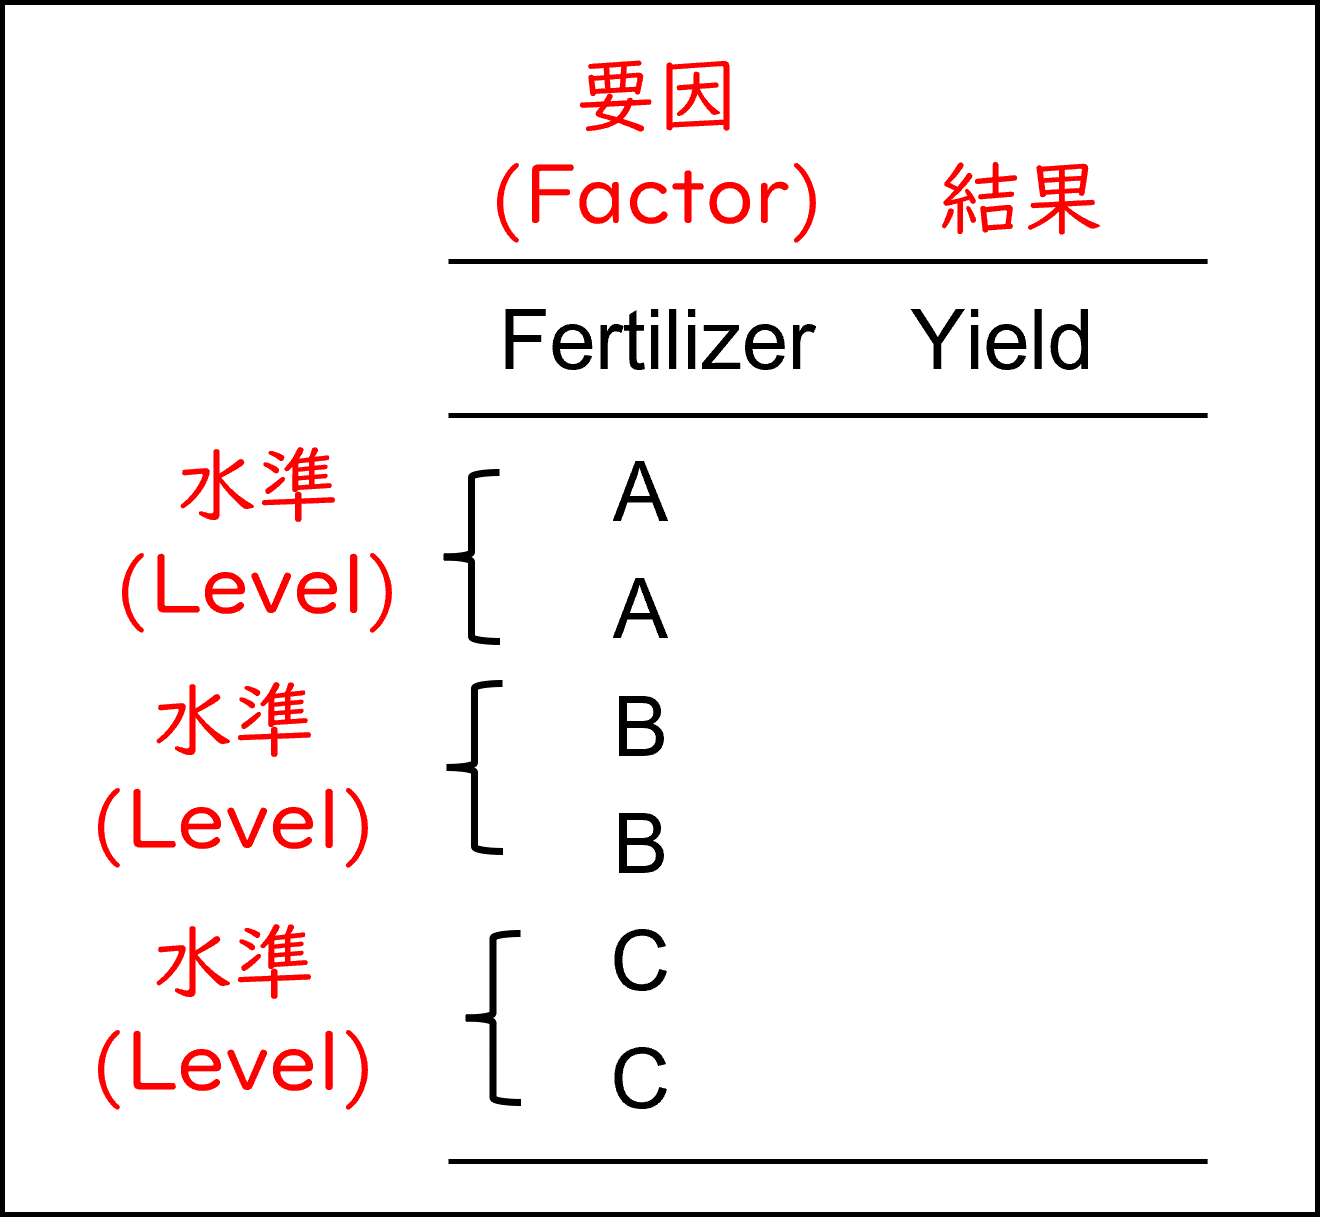 要因
(Factor) 結果
Fertilizer Yield
水準
(Level)
A
A
水準
(Level)
B
B
水準
(Level)
C
C